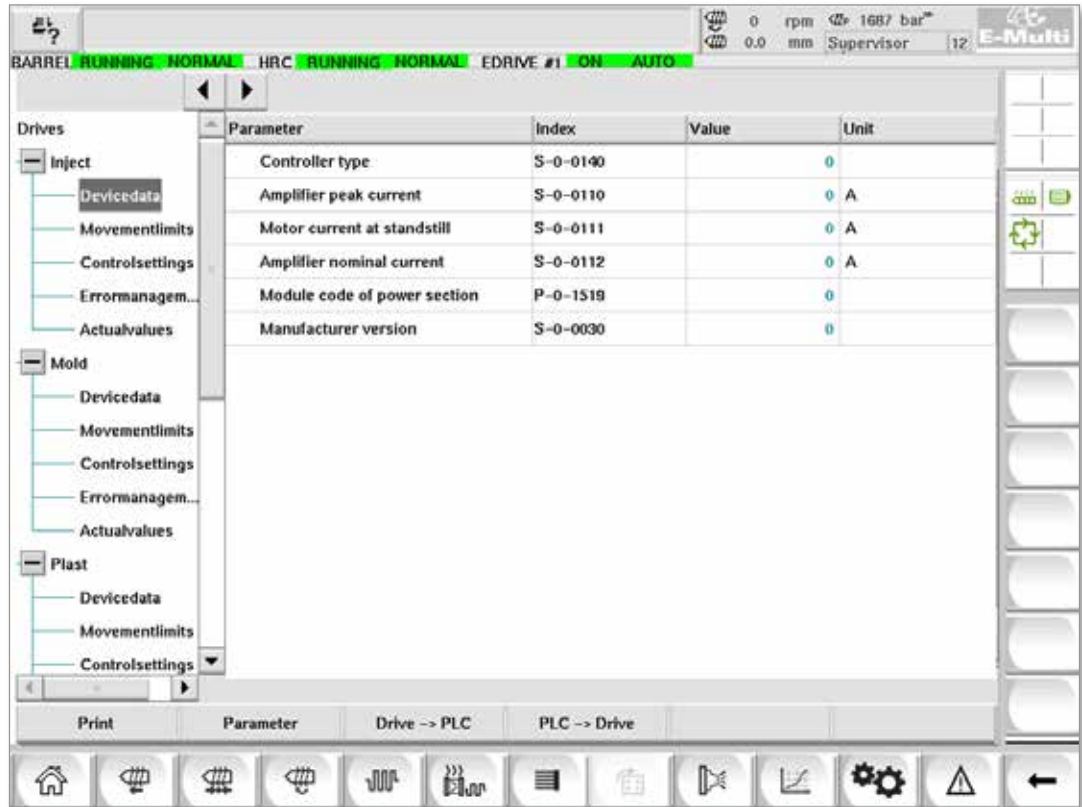 0 rpm 1687 bar
0.0 mm Supervisor 12 E-Multi
BARREL RUNNING NORMAL HRC RUNNING NORMAL EDRIVE #1 ON AUTO
Drives
Parameter Index Value Unit
Inject
Controller type S-0-0140 0
Devicedata
Amplifier peak current S-0-0110 0 A
Movementlimits
Motor current at standstill S-0-0111 0 A
Controlsettings
Amplifier nominal current S-0-0112 0 A
Errormanagem...
Module code of power section P-0-1519 0
Actualvalues
Manufacturer version S-0-0030 0
Mold
Devicedata
Movementlimits
Controlsettings
Errormanagem...
Actualvalues
Plast
Devicedata
Movementlimits
Controlsettings
Print Parameter Drive -> PLC PLC -> Drive